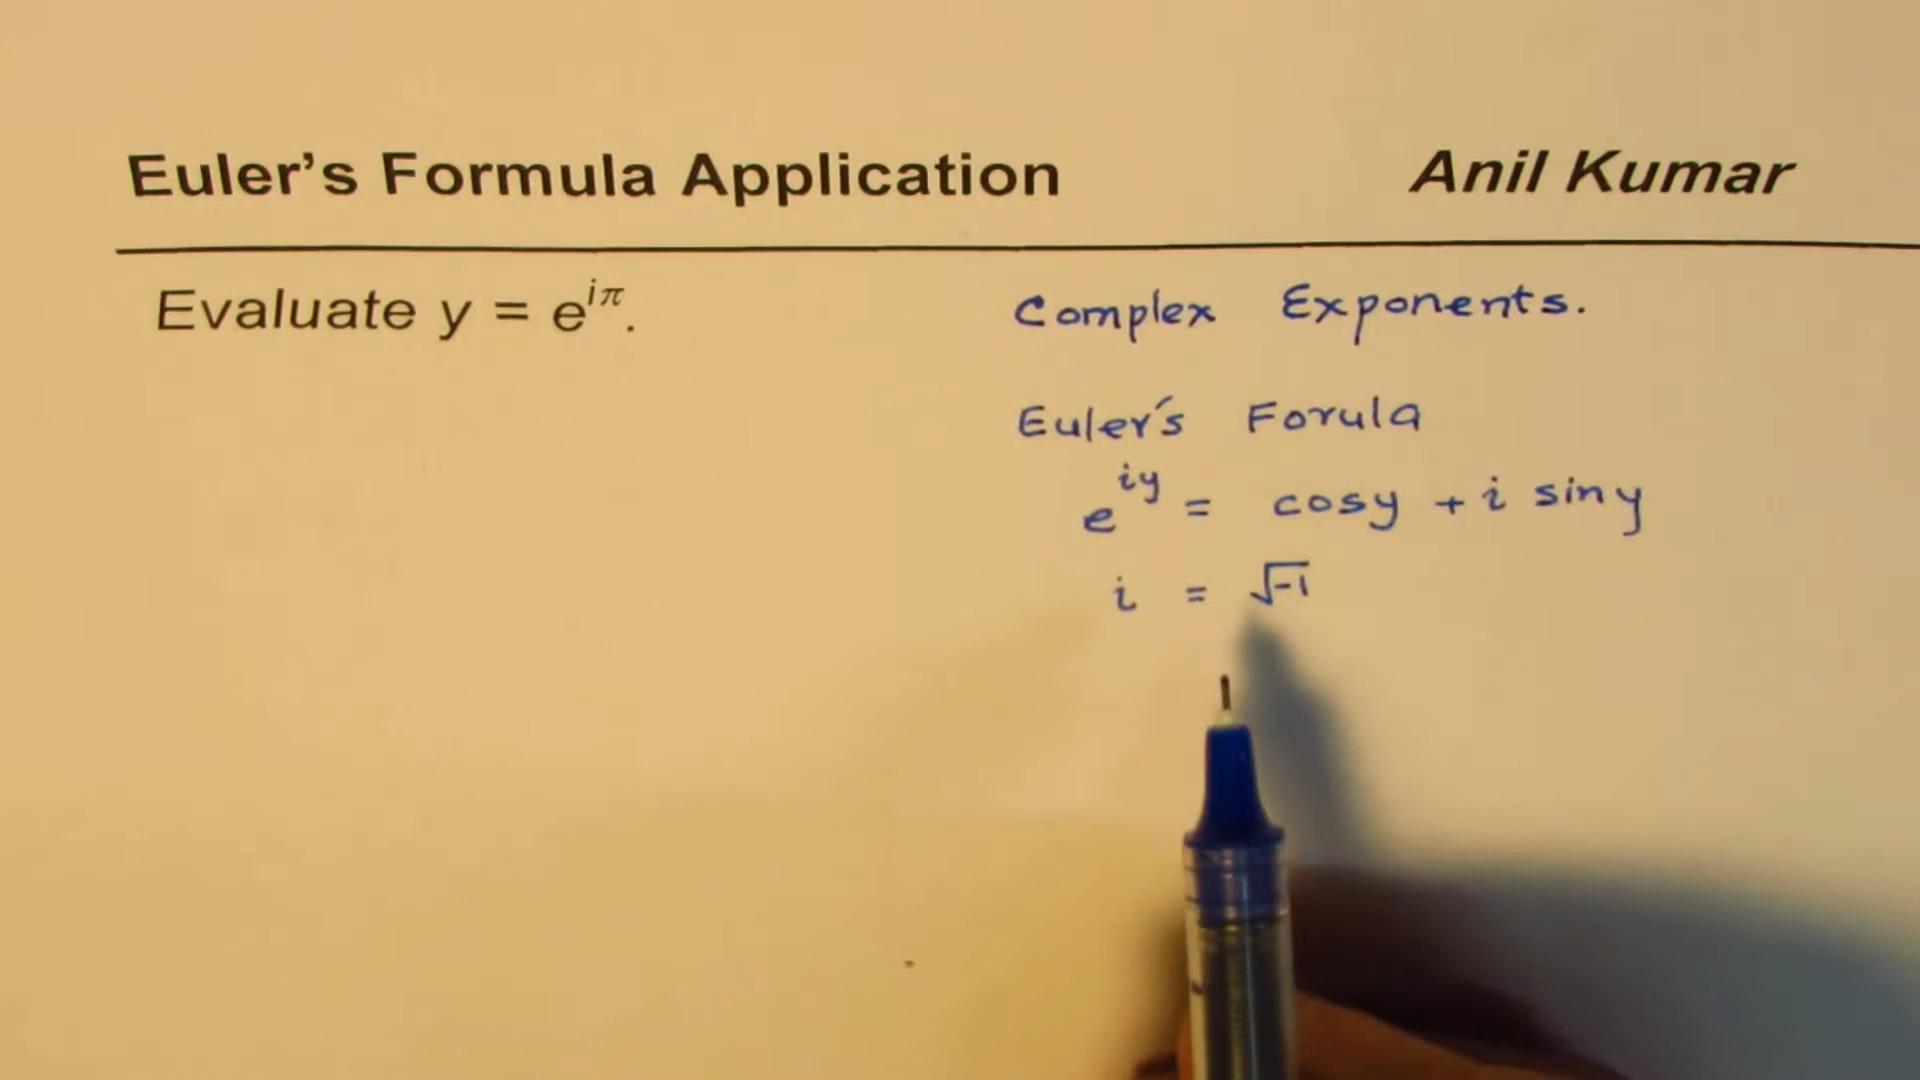 Euler's Formula Application Anil Kumar
Evaluate y = e^{iπ}.
Complex Exponents.
Euler's Forula
e^{iy} = cosy + i siny
i = √-1